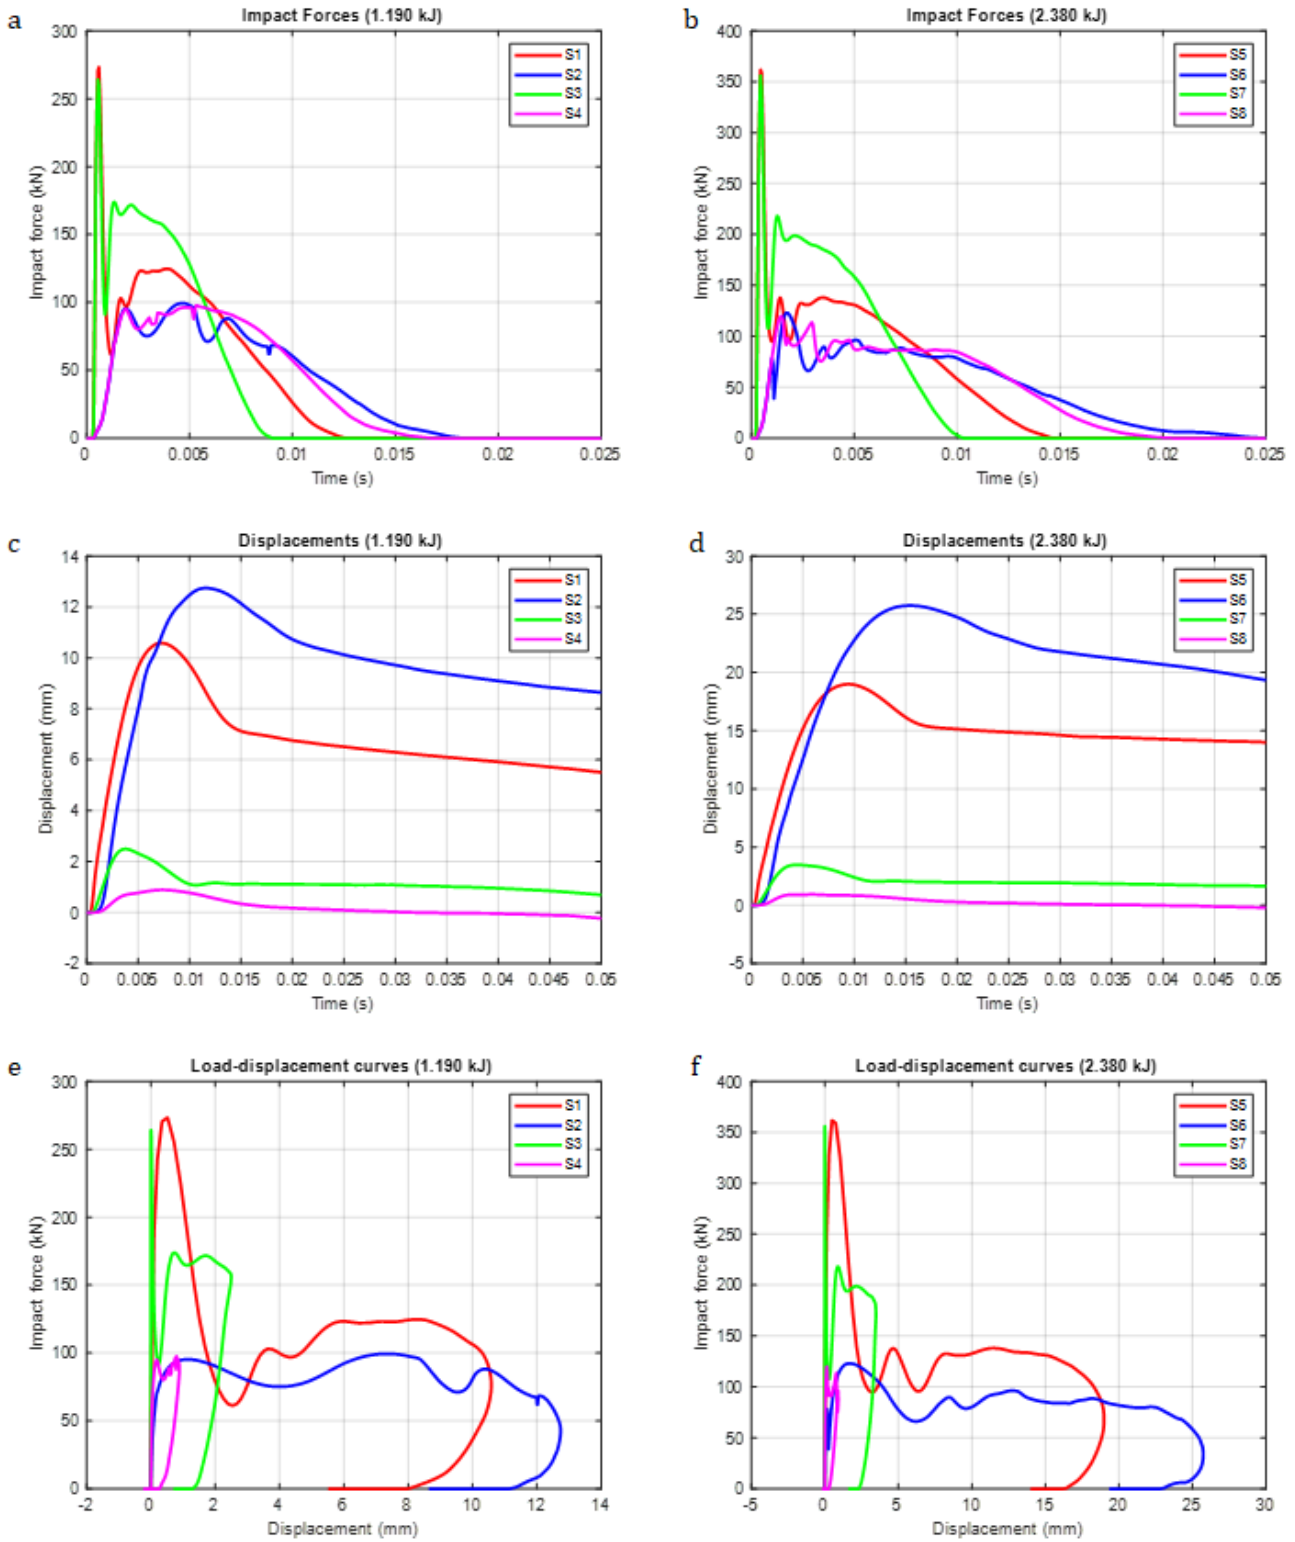 a
Impact Forces (1.190 kJ)
300
250
200
150
100
50
0
Impact force (kN)
S1
S2
S3
S4
0 0.005 0.01 0.015 0.02 0.025
Time (s)
b
Impact Forces (2.380 kJ)
400
350
300
250
200
150
100
50
0
Impact force (kN)
S5
S6
S7
S8
0 0.005 0.01 0.015 0.02 0.025
Time (s)
c
Displacements (1.190 kJ)
14
12
10
8
6
4
2
0
-2
Displacement (mm)
S1
S2
S3
S4
0 0.005 0.01 0.015 0.02 0.025 0.03 0.035 0.04 0.045 0.05
Time (s)
d
Displacements (2.380 kJ)
30
25
20
15
10
5
0
-5
Displacement (mm)
S5
S6
S7
S8
0 0.005 0.01 0.015 0.02 0.025 0.03 0.035 0.04 0.045 0.05
Time (s)
e
Load-displacement curves (1.190 kJ)
300
250
200
150
100
50
0
Impact force (kN)
S1
S2
S3
S4
-2 0 2 4 6 8 10 12 14
Displacement (mm)
f
Load-displacement curves (2.380 kJ)
400
350
300
250
200
150
100
50
0
Impact force (kN)
S5
S6
S7
S8
-5 0 5 10 15 20 25 30
Displacement (mm)